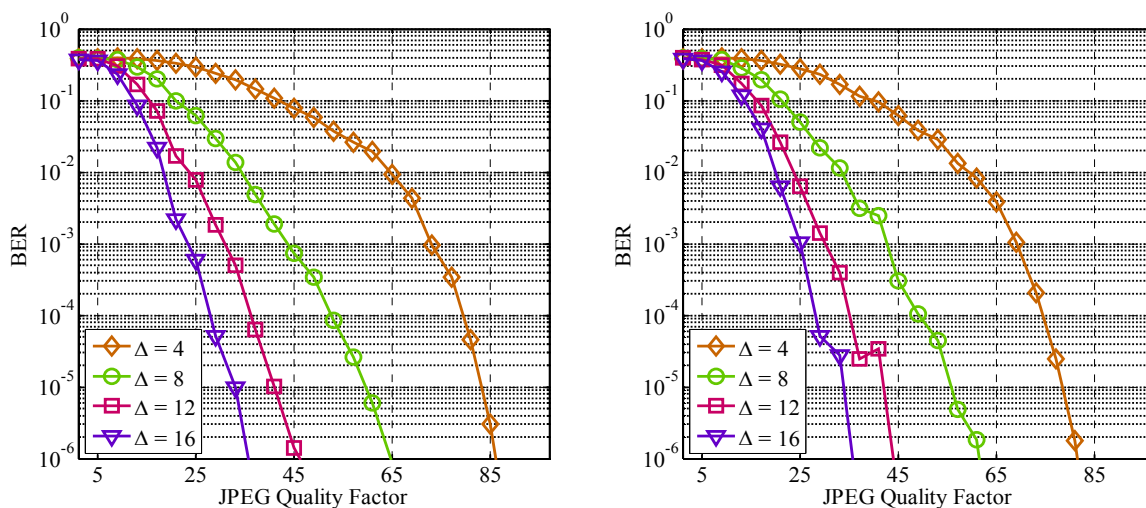 10^0
10^-1
10^-2
10^-3
10^-4
10^-5
10^-6
BER
5 25 45 65 85
JPEG Quality Factor
Δ = 4
Δ = 8
Δ = 12
Δ = 16
10^0
10^-1
10^-2
10^-3
10^-4
10^-5
10^-6
BER
5 25 45 65 85
JPEG Quality Factor
Δ = 4
Δ = 8
Δ = 12
Δ = 16